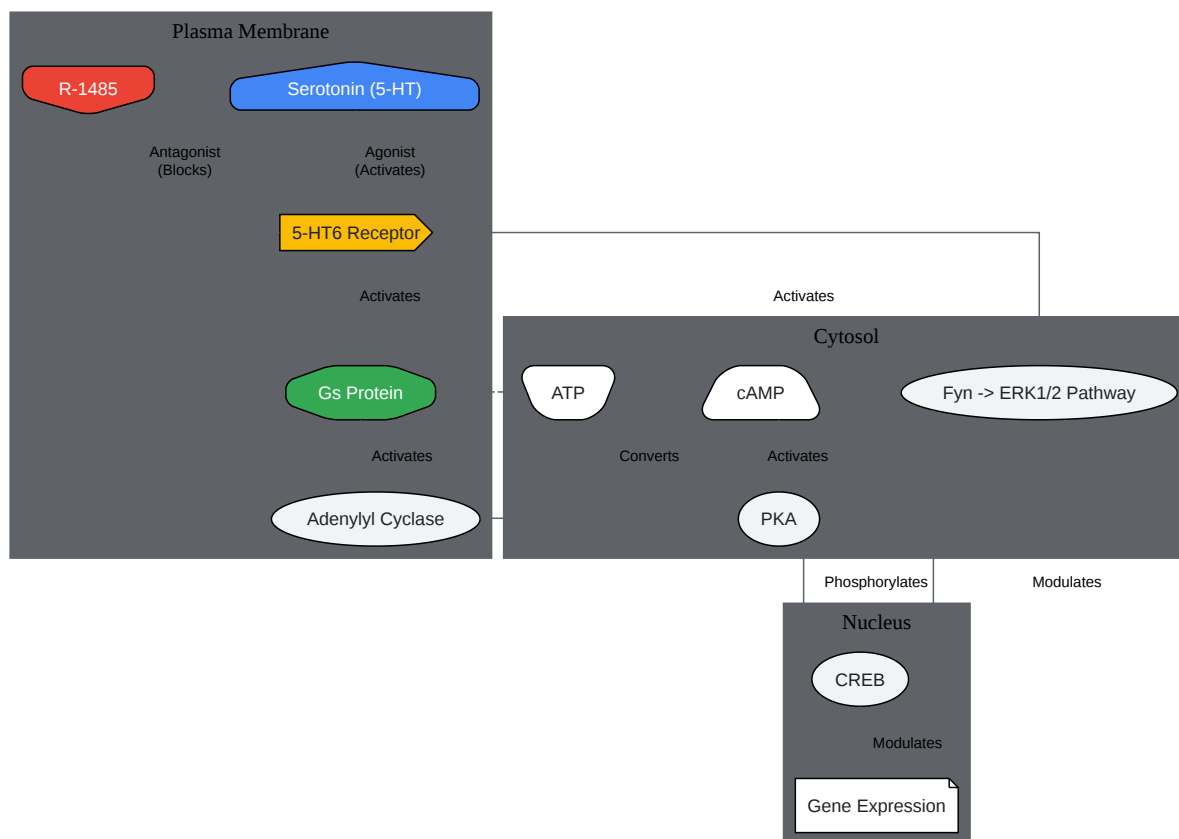 Plasma Membrane
R-1485
Serotonin (5-HT)
Antagonist
(Blocks)
Agonist
(Activates)
5-HT6 Receptor
Activates
Activates
Cytosol
Gs Protein
ATP
cAMP
Fyn -> ERK1/2 Pathway
Activates
Converts
Activates
Adenylyl Cyclase
PKA
Phosphorylates
Modulates
Nucleus
CREB
Modulates
Gene Expression